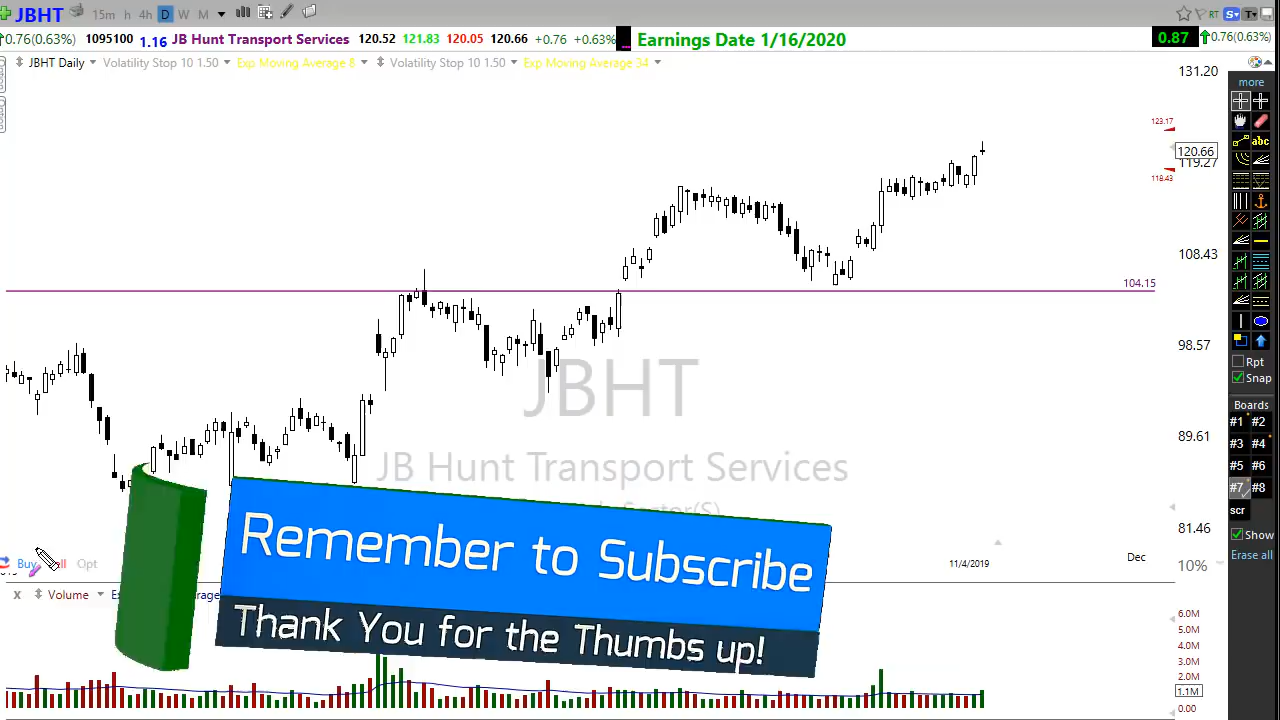 JBHT 15m h 4h D W M RT S T
0.76(0.63%) 1095100 1.16 JB Hunt Transport Services 120.52 121.83 120.05 120.66 +0.76 +0.63% Earnings Date 1/16/2020 0.87 0.76(0.63%)
JBHT Daily Volatility Stop 10 1.50 Exp Moving Average 8 Volatility Stop 10 1.50 Exp Moving Average 34
131.20
more
123.17
120.66
119.27
118.43
abc
108.43
104.15
98.57
Rpt
Snap
JBHT
Boards
#1 #2
89.61
#3 #4
JB Hunt Transport Services
#5 #6
#7 #8
scr
81.46
Show
Remember to Subscribe
Erase all
Buy Opt
11/4/2019
Dec
10%
Volume
Thank You for the Thumbs up!
6.0M
5.0M
4.0M
3.0M
2.0M
1.1M
0.00